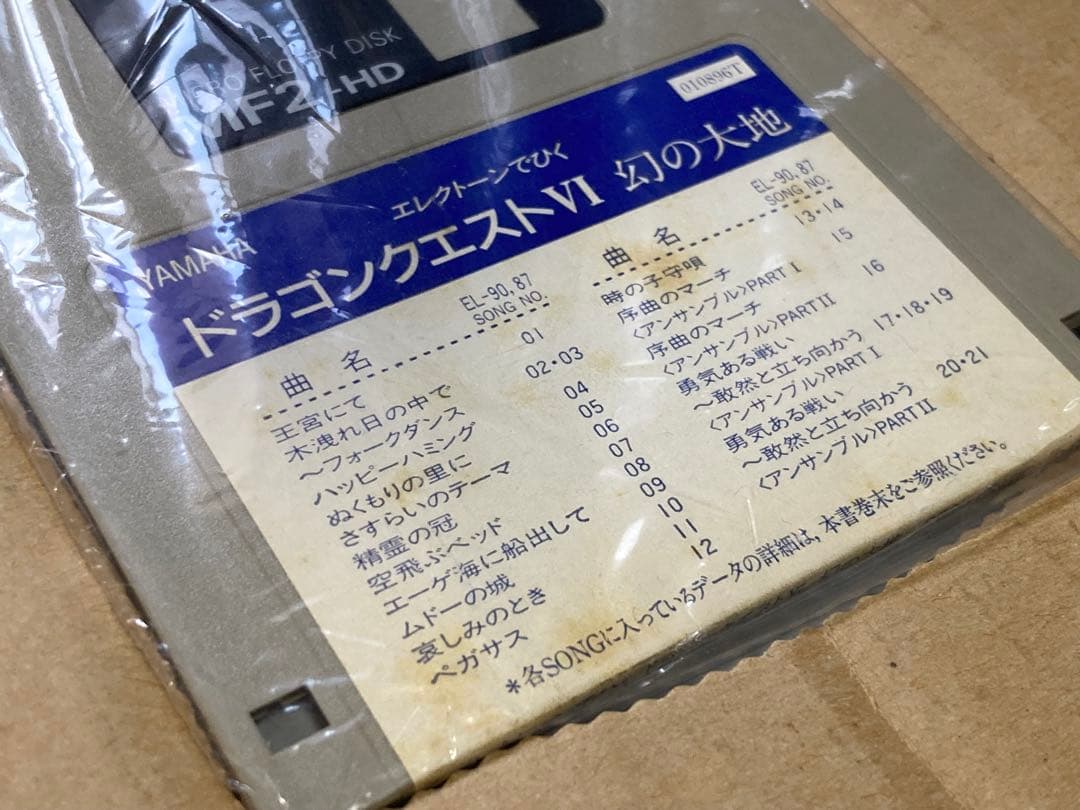 FLOPPY DISK
MF2-HD
010896T
エレクトーンでひく
YAMAHA
ドラゴンクエストVI 幻の大地
曲 名
EL-90, 87
SONG NO.
王宮にて 01
木洩れ日の中で 02・03
〜フォークダンス
ハッピーハミング 04
ぬくもりの里に 05
さすらいのテーマ 06
精霊の冠 07
空飛ぶベッド 08
エーゲ海に船出して 09
ムドーの城 10
哀しみのとき 11
ペガサス 12
曲 名
EL-90, 87
SONG NO.
時の子守唄 13・14
序曲のマーチ 15
〈アンサンブル〉PART I
序曲のマーチ 16
〈アンサンブル〉PART II
勇気ある戦い 17・18・19
〜敢然と立ち向かう
〈アンサンブル〉PART I
勇気ある戦い 20・21
〜敢然と立ち向かう
〈アンサンブル〉PART II
*各SONGに入っているデータの詳細は、本書巻末をご参照ください。